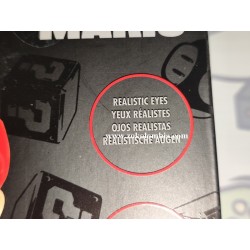 MARIO
REALISTIC EYES
YEUX RÉALISTES
OJOS REALISTAS
REALISTISCHE AUGEN